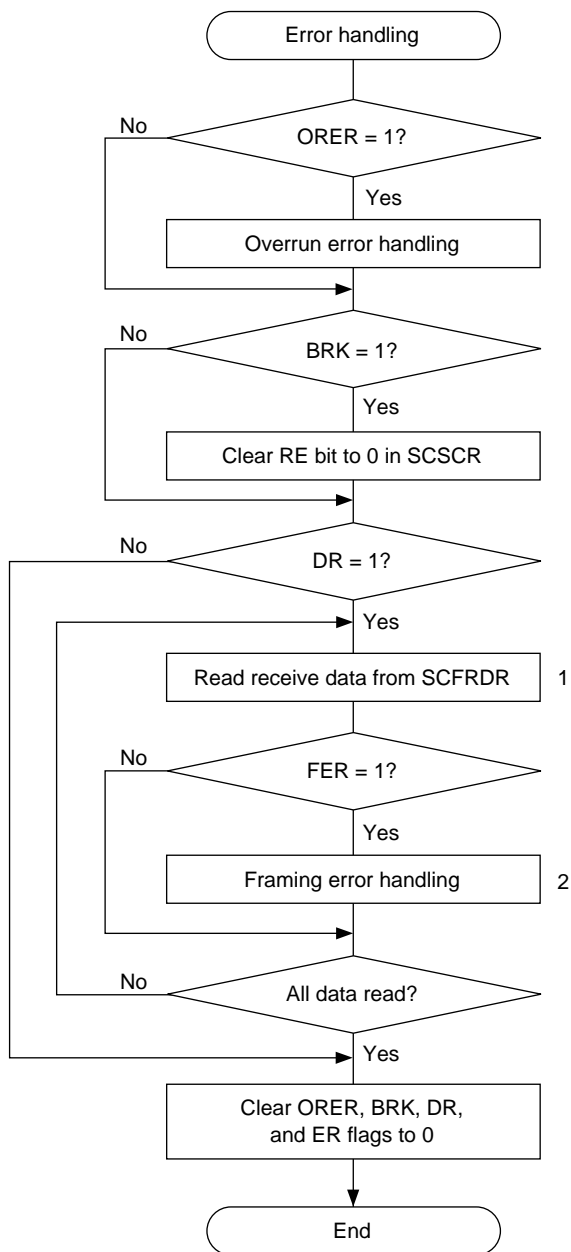 Error handling
No
ORER = 1?
Yes
Overrun error handling
No
BRK = 1?
Yes
Clear RE bit to 0 in SCSCR
No
DR = 1?
Yes
Read receive data from SCFRDR 1
No
FER = 1?
Yes
Framing error handling 2
No
All data read?
Yes
Clear ORER, BRK, DR,
and ER flags to 0
End